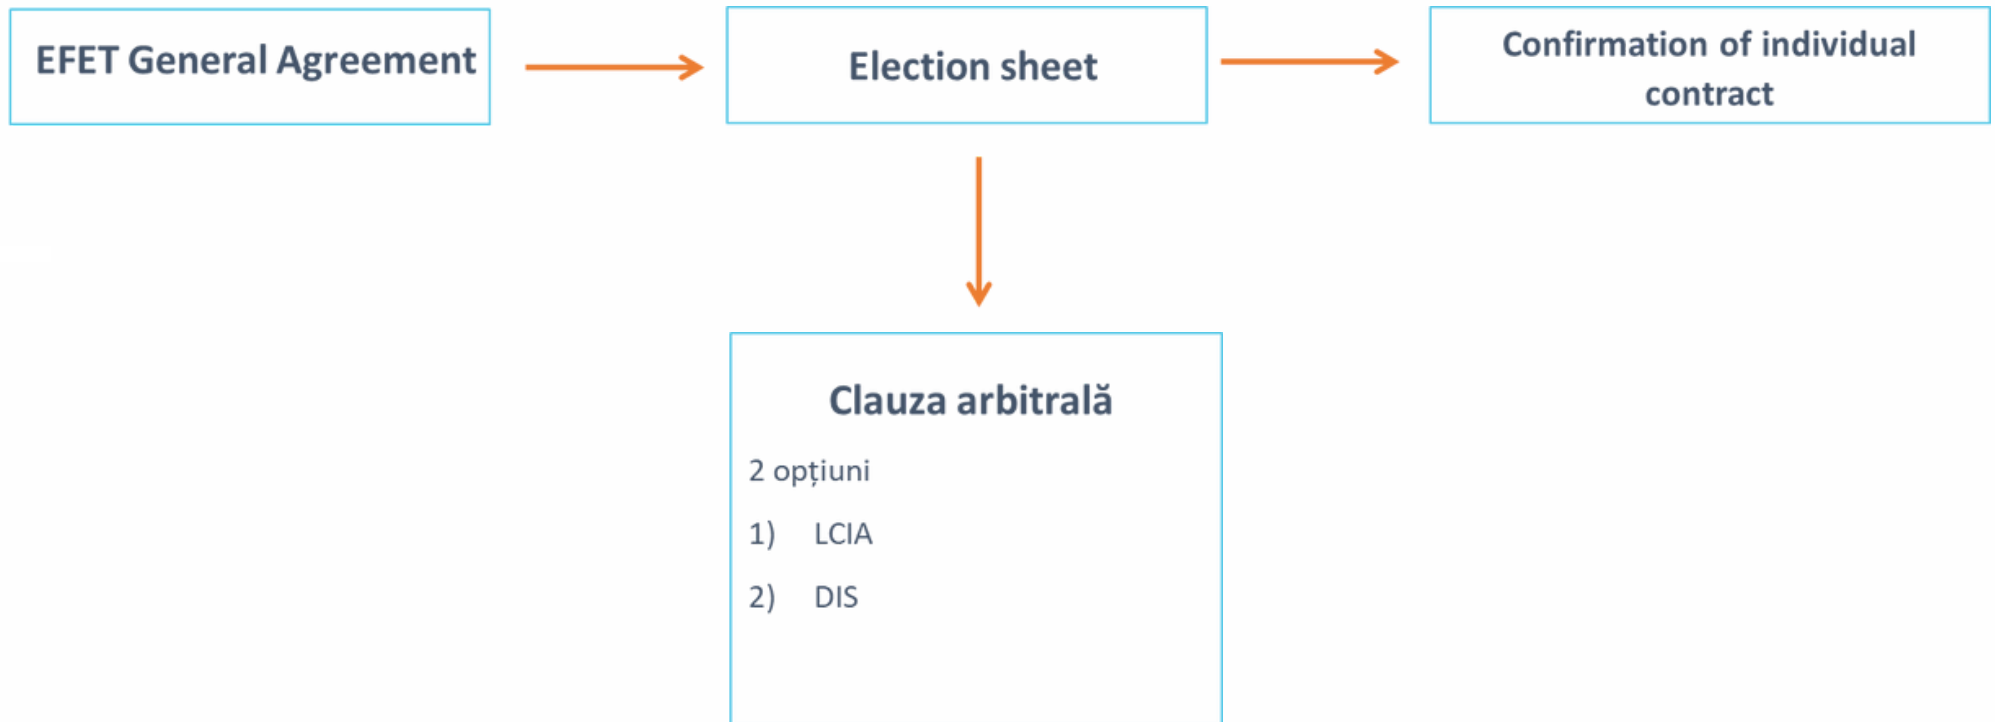 EFET General Agreement
Election sheet
Confirmation of individual
contract
Clauza arbitrală
2 opțiuni
1) LCIA
2) DIS